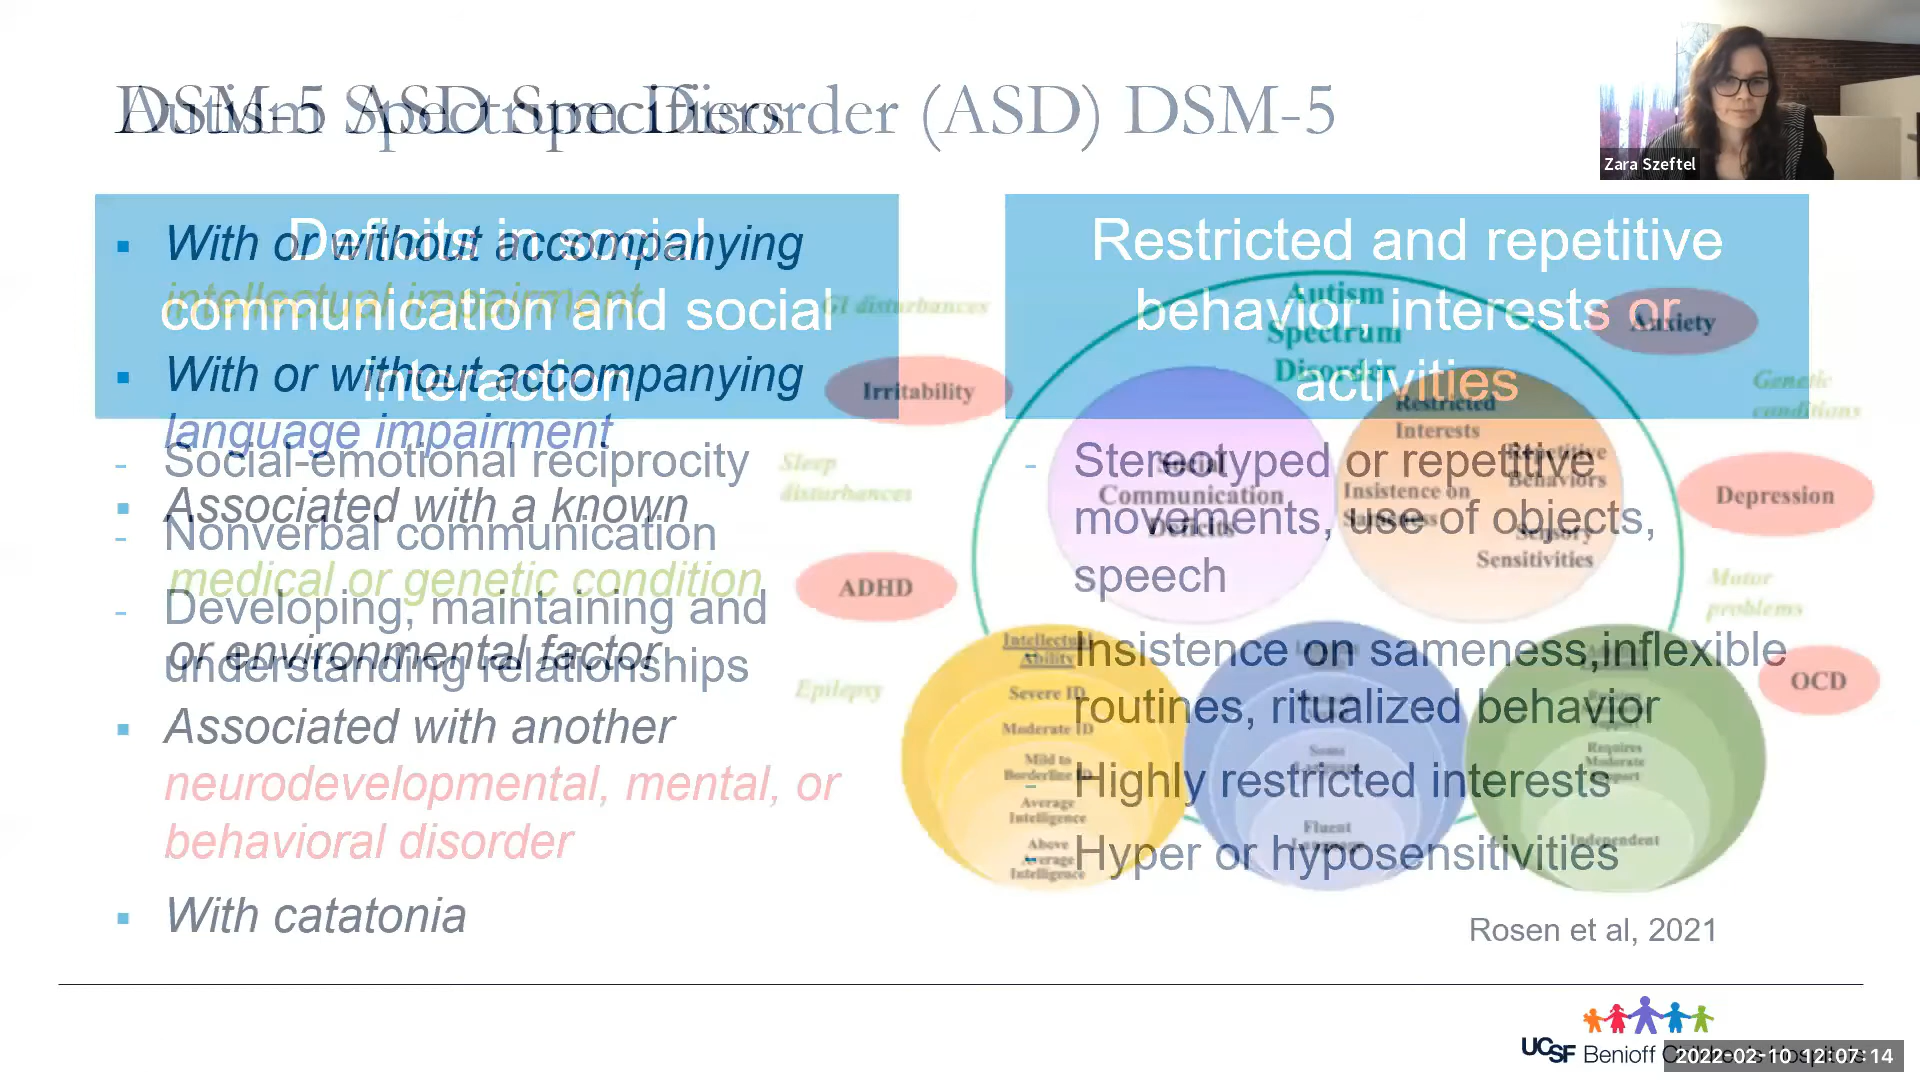 Autism Spectrum Disorder (ASD) DSM-5
DSM-5 ASD Specifiers
Zara Szeftel
Deficits in social
communication and social
interaction
- Social-emotional reciprocity
- Nonverbal communication
- Developing, maintaining and
understanding relationships
Restricted and repetitive
behavior, interests or
activities
- Stereotyped or repetitive
movements, use of objects,
speech
- Insistence on sameness,inflexible
routines, ritualized behavior
- Highly restricted interests
- Hyper or hyposensitivities
▪ With or without accompanying
intellectual impairment
▪ With or without accompanying
language impairment
▪ Associated with a known
medical or genetic condition
or environmental factor
▪ Associated with another
neurodevelopmental, mental, or
behavioral disorder
▪ With catatonia
GI disturbances
Irritability
Sleep
disturbances
ADHD
Epilepsy
Autism
Spectrum
Disorder
Social
Communication
Deficits
Restricted
Interests
Repetitive
Behaviors
Insistence on
Sameness
Sensory
Sensitivities
Anxiety
Genetic
conditions
Depression
Motor
problems
OCD
Intellectual
Ability
Severe ID
Moderate ID
Mild to
Borderline ID
Average
Intelligence
Above
Average
Intelligence
Some
Fluent
Language
Requires
Moderate
Support
Independent
Rosen et al, 2021
UCSF Benioff Children's Hospitals
2022-02-10 12:07:14